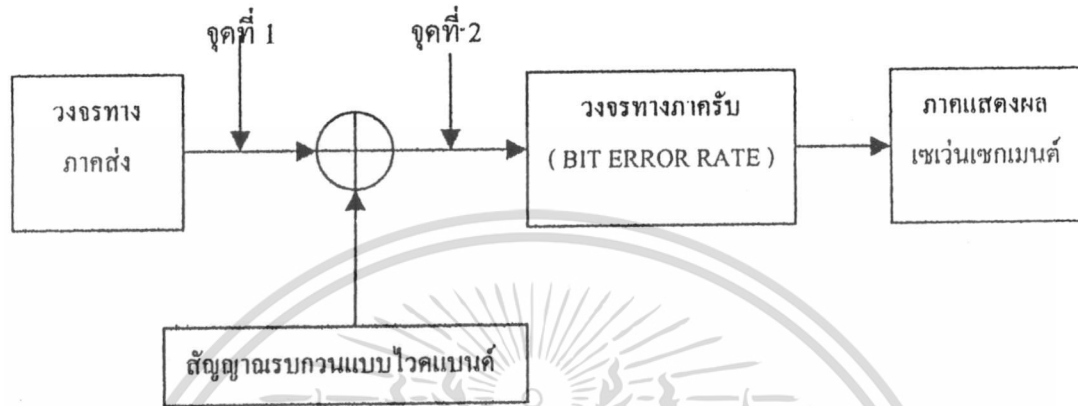 จุดที่ 1
จุดที่ 2
วงจรทาง
ภาคส่ง
วงจรทางภาครับ
( BIT ERROR RATE )
ภาคแสดงผล
เซเว่นเซกเมนต์
สัญญาณรบกวนแบบไวดแบนด์